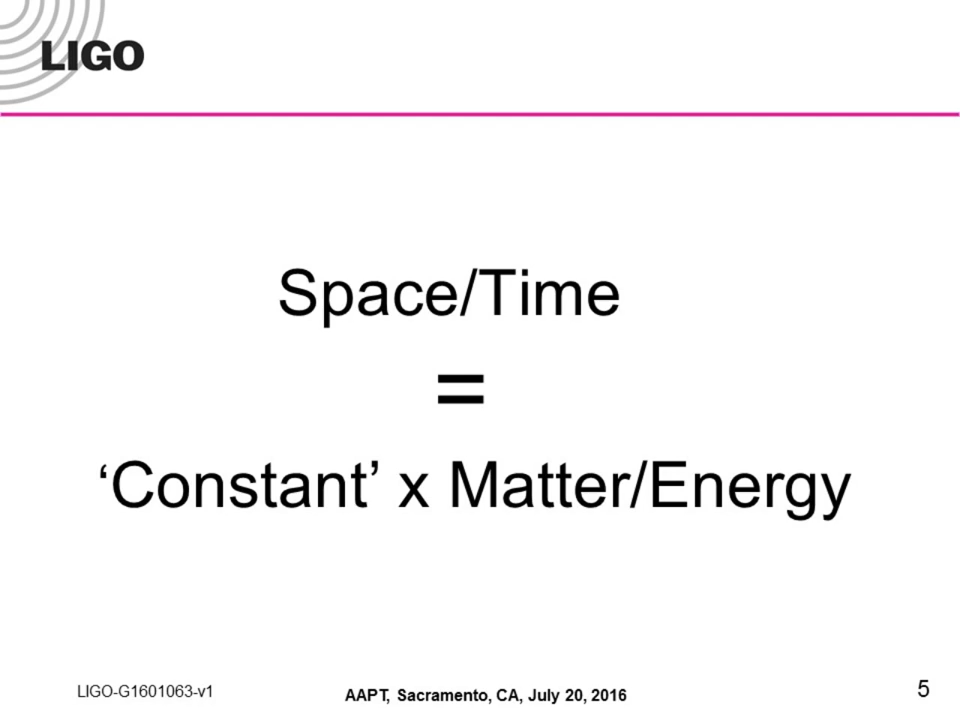 LIGO
Space/Time
=
‘Constant’ x Matter/Energy
LIGO-G1601063-v1
AAPT, Sacramento, CA, July 20, 2016
5